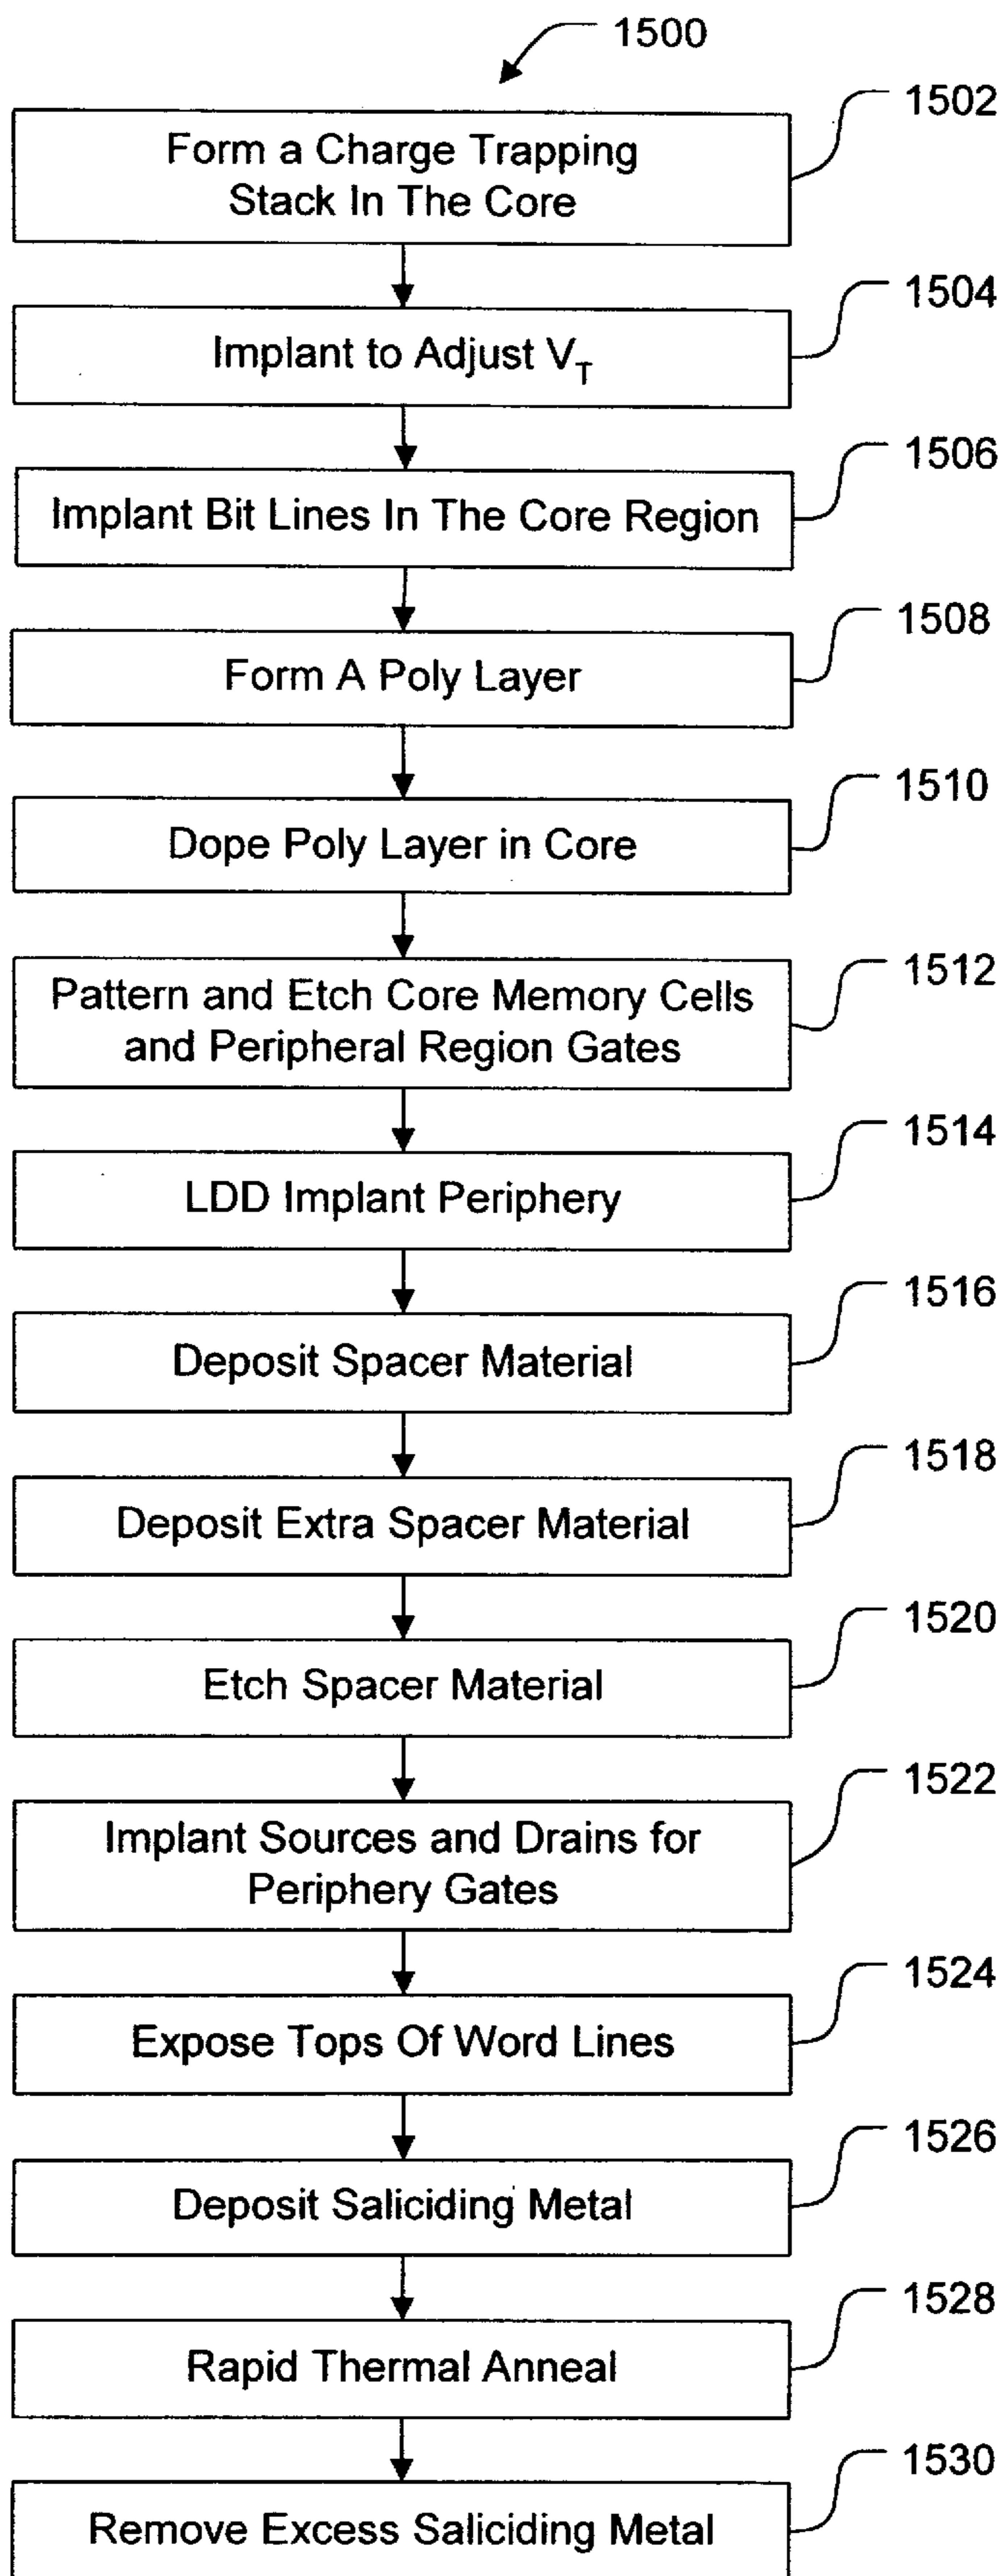 1500
1502
Form a Charge Trapping
Stack In The Core
1504
Implant to Adjust VT
1506
Implant Bit Lines In The Core Region
1508
Form A Poly Layer
1510
Dope Poly Layer in Core
1512
Pattern and Etch Core Memory Cells
and Peripheral Region Gates
1514
LDD Implant Periphery
1516
Deposit Spacer Material
1518
Deposit Extra Spacer Material
1520
Etch Spacer Material
1522
Implant Sources and Drains for
Periphery Gates
1524
Expose Tops Of Word Lines
1526
Deposit Saliciding Metal
1528
Rapid Thermal Anneal
1530
Remove Excess Saliciding Metal